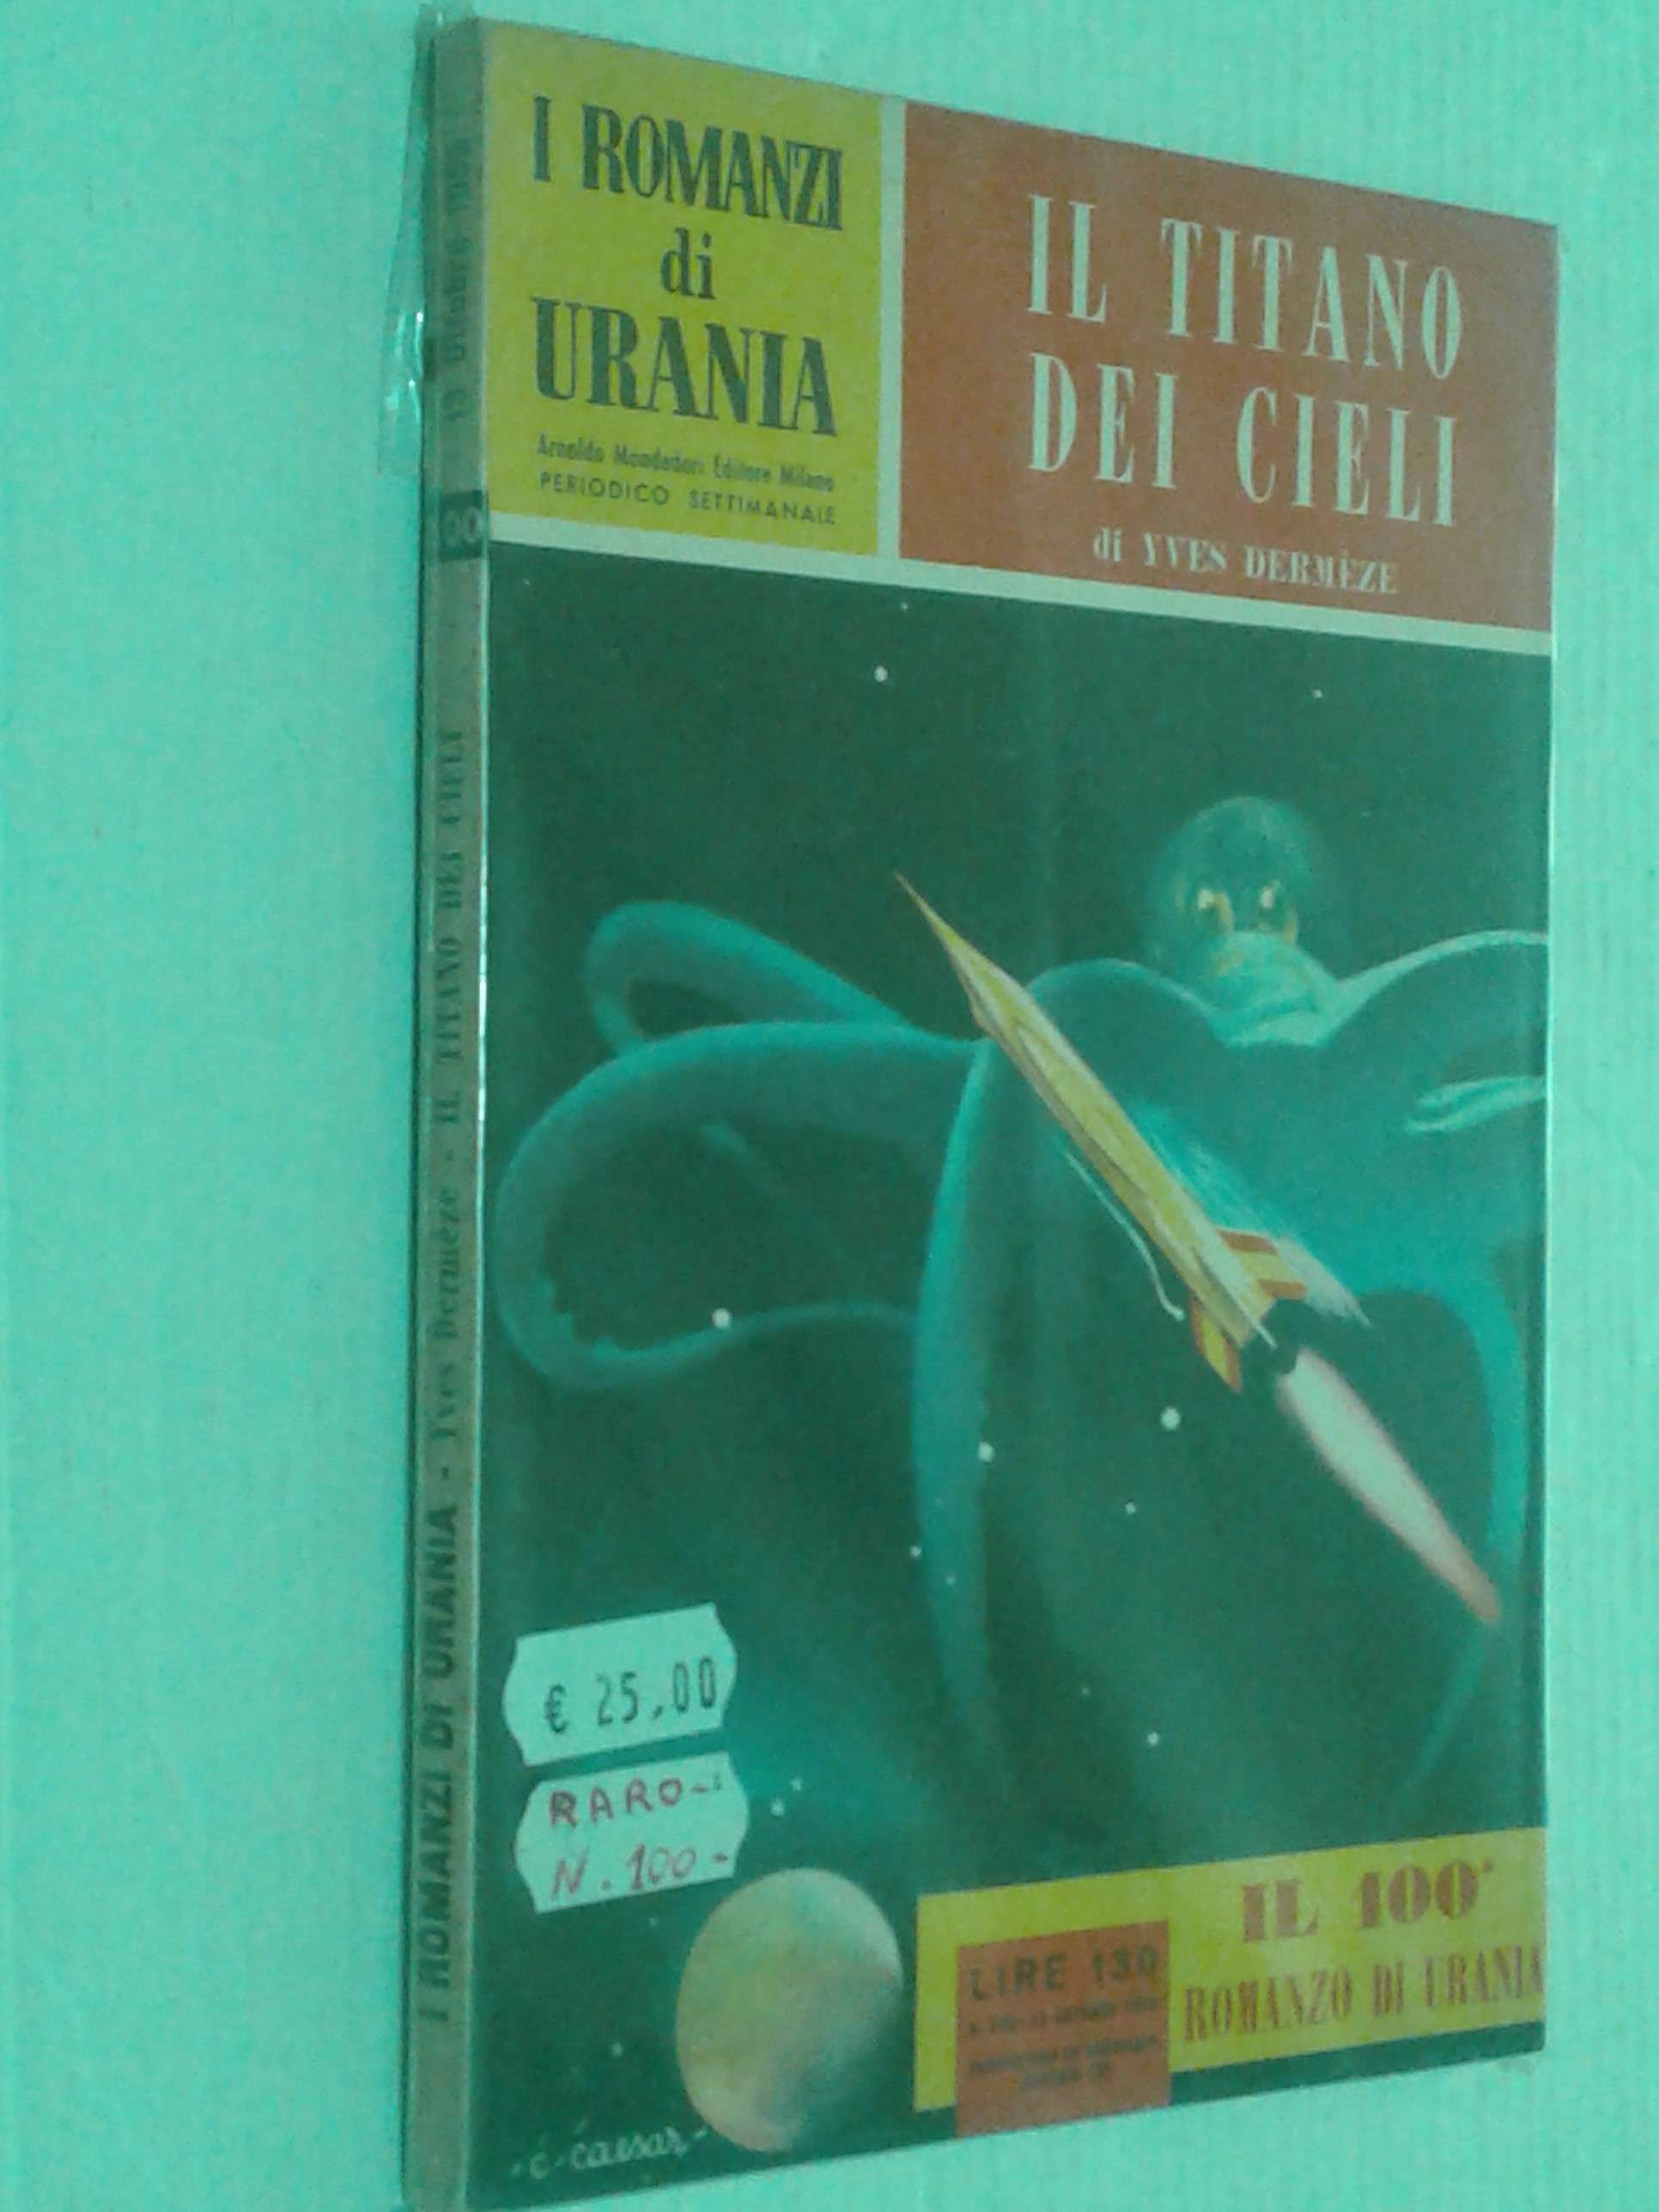 I ROMANZI
di
URANIA
Arnoldo Mondadori Editore Milano
PERIODICO SETTIMANALE
IL TITANO
DEI CIELI
di YVES DERMÈZE
€ 25,00
RARO-
N. 100-
IL 100°
ROMANZO DI URANIA
LIRE 130
-c-caesar-
I ROMANZI DI URANIA - Yves Dermèze - IL TITANO DEI CIELI